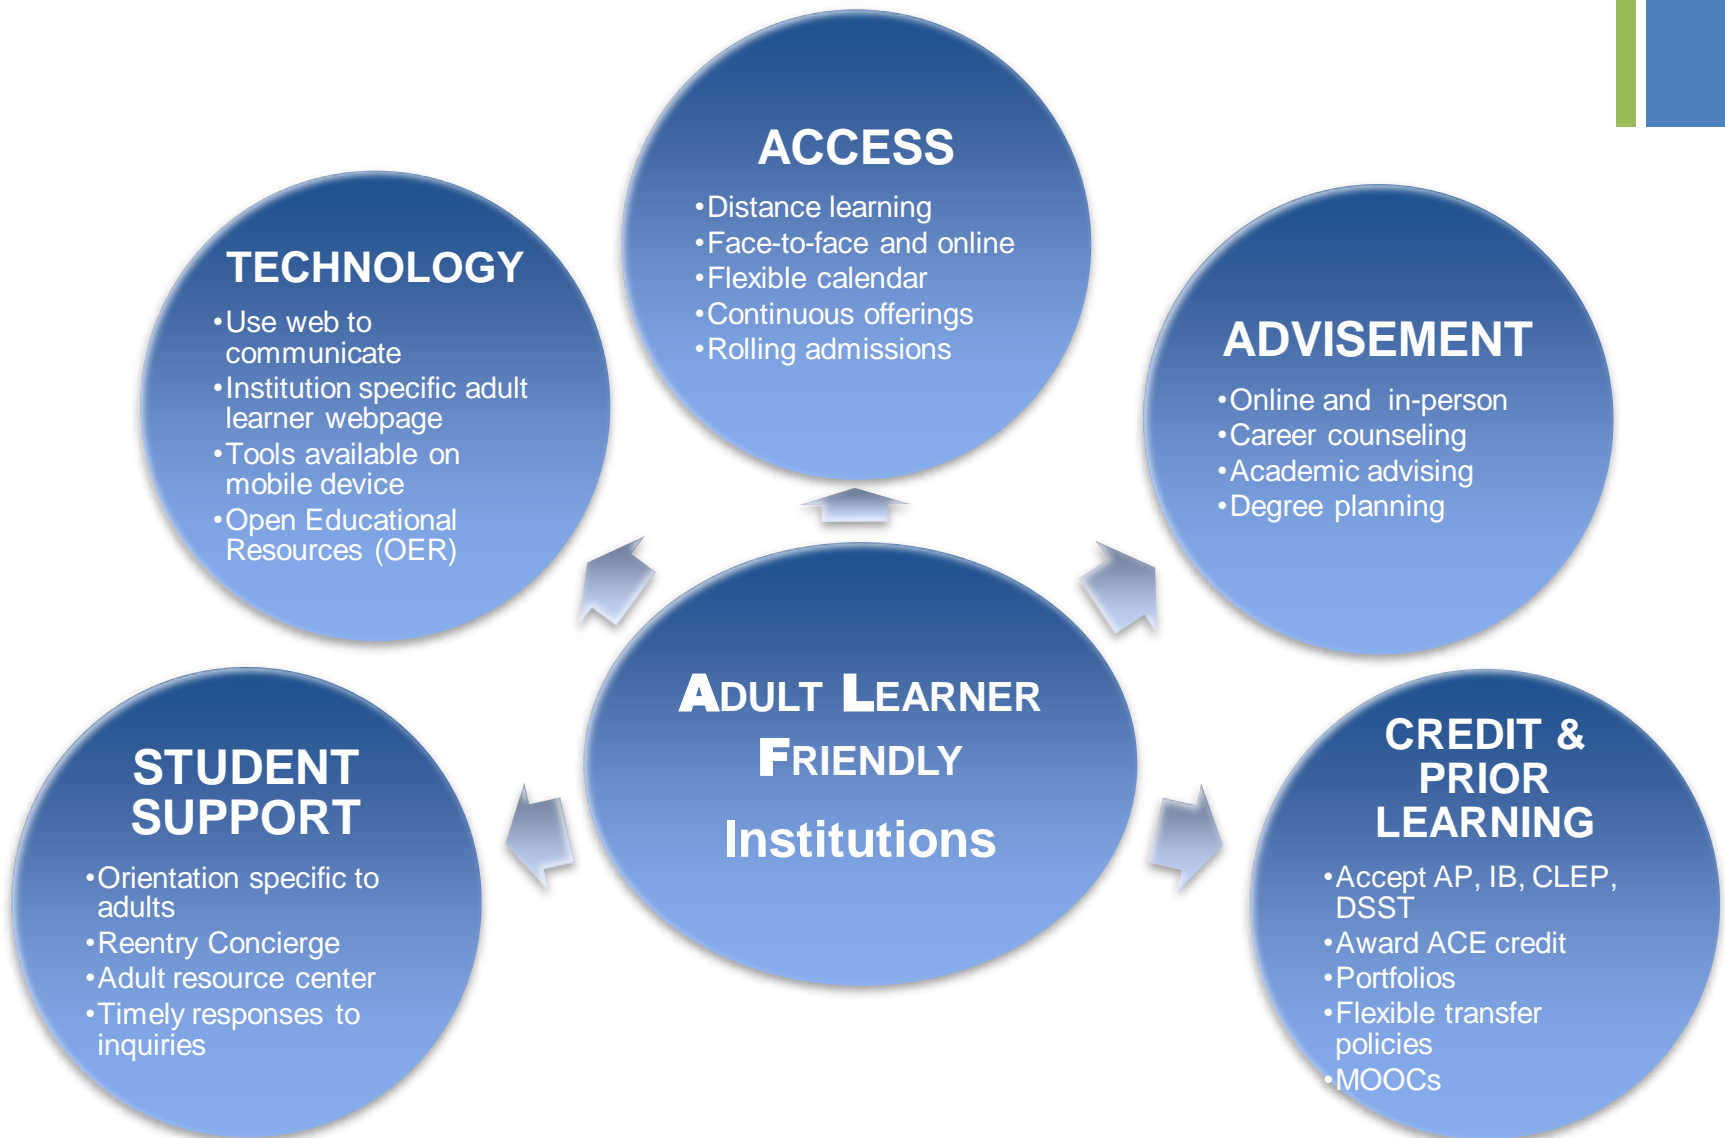 ACCESS
•Distance learning
•Face-to-face and online
•Flexible calendar
•Continuous offerings
•Rolling admissions
TECHNOLOGY
•Use web to
communicate
•Institution specific adult
learner webpage
•Tools available on
mobile device
•Open Educational
Resources (OER)
ADVISEMENT
•Online and in-person
•Career counseling
•Academic advising
•Degree planning
ADULT LEARNER
FRIENDLY
Institutions
STUDENT
SUPPORT
•Orientation specific to
adults
•Reentry Concierge
•Adult resource center
•Timely responses to
inquiries
CREDIT &
PRIOR
LEARNING
•Accept AP, IB, CLEP,
DSST
•Award ACE credit
•Portfolios
•Flexible transfer
policies
•MOOCs